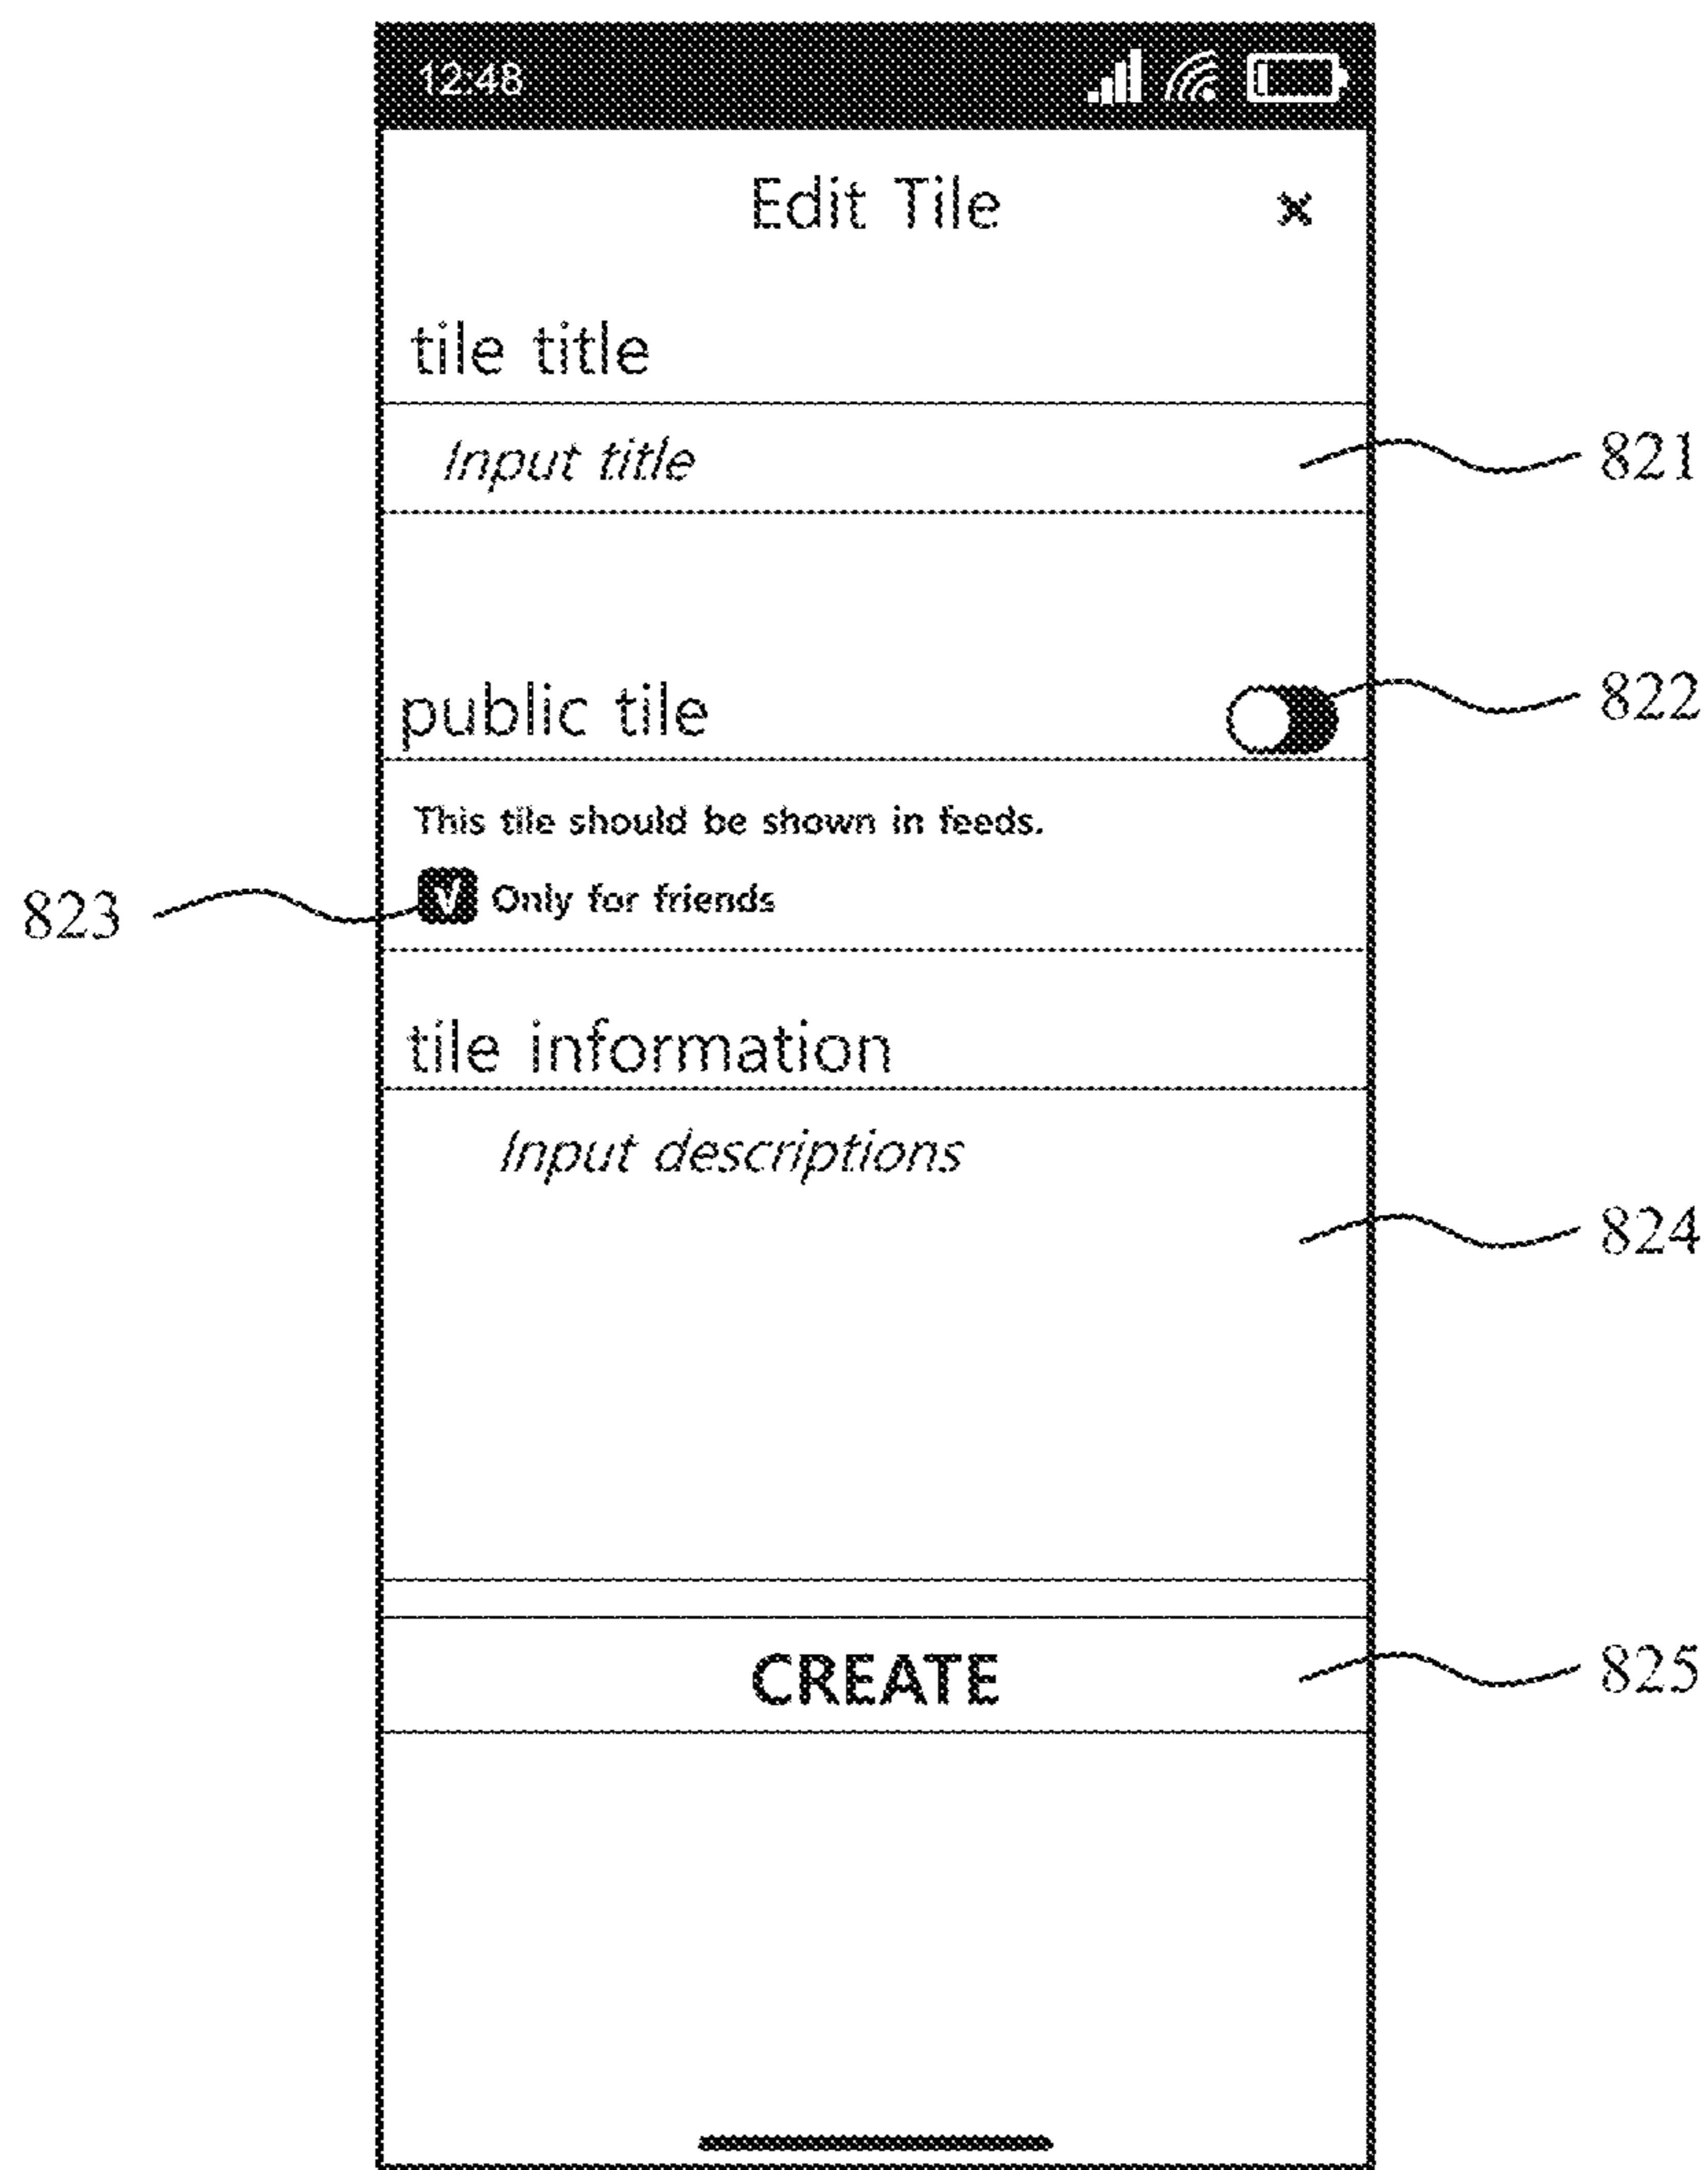 12:48
Edit Tile ×
tile title
Input title
821
public tile
822
This tile should be shown in feeds.
823
√ Only for friends
tile information
Input descriptions
824
CREATE
825